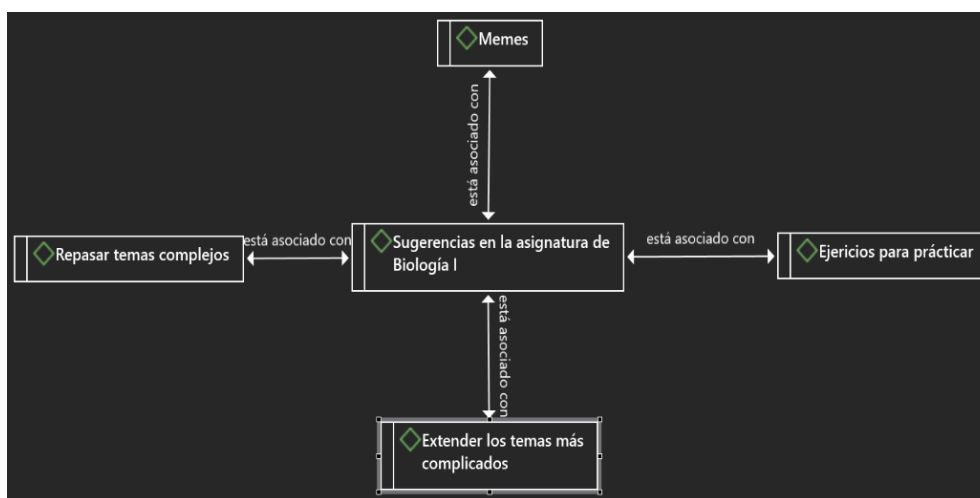 Memes
está asociado con
Repasar temas complejos
está asociado con
Sugerencias en la asignatura de
Biología I
está asociado con
Ejericios para prácticar
está asociado con
Extender los temas más
complicados